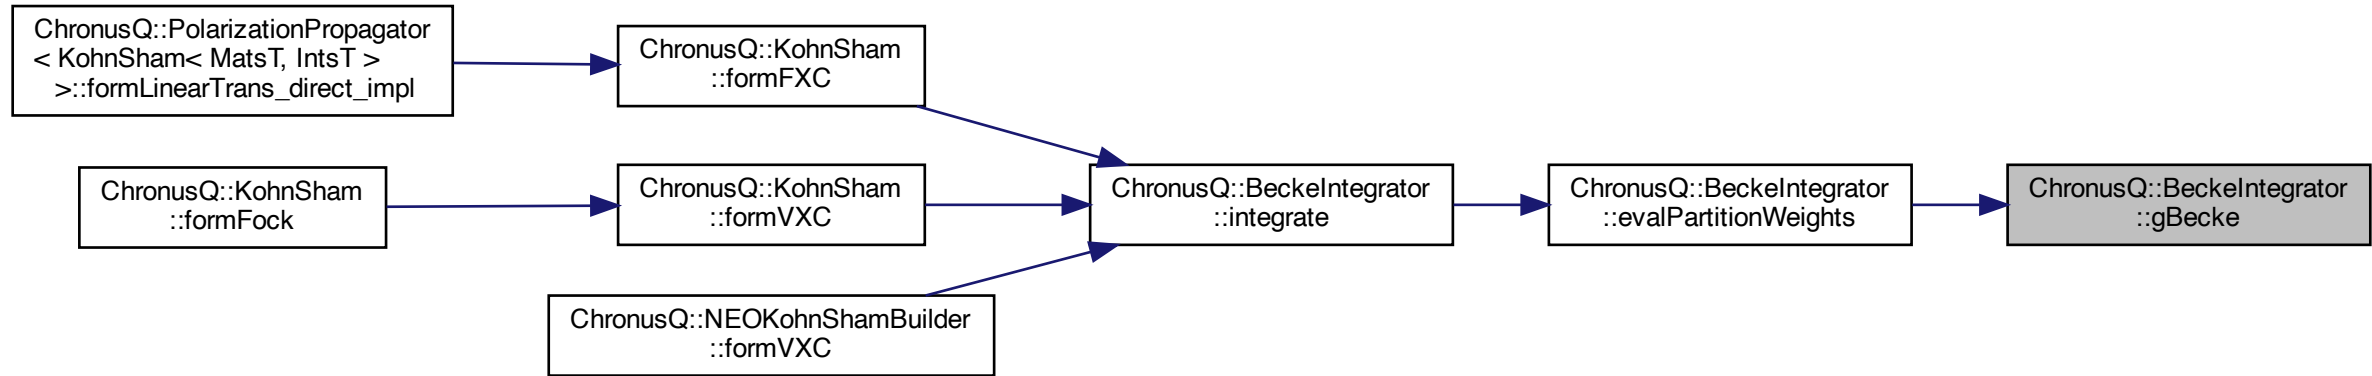 ChronusQ::PolarizationPropagator
< KohnSham< MatsT, IntsT >
>::formLinearTrans_direct_impl
ChronusQ::KohnSham
::formFXC
ChronusQ::KohnSham
::formFock
ChronusQ::KohnSham
::formVXC
ChronusQ::BeckeIntegrator
::integrate
ChronusQ::BeckeIntegrator
::evalPartitionWeights
ChronusQ::BeckeIntegrator
::gBecke
ChronusQ::NEOKohnShamBuilder
::formVXC